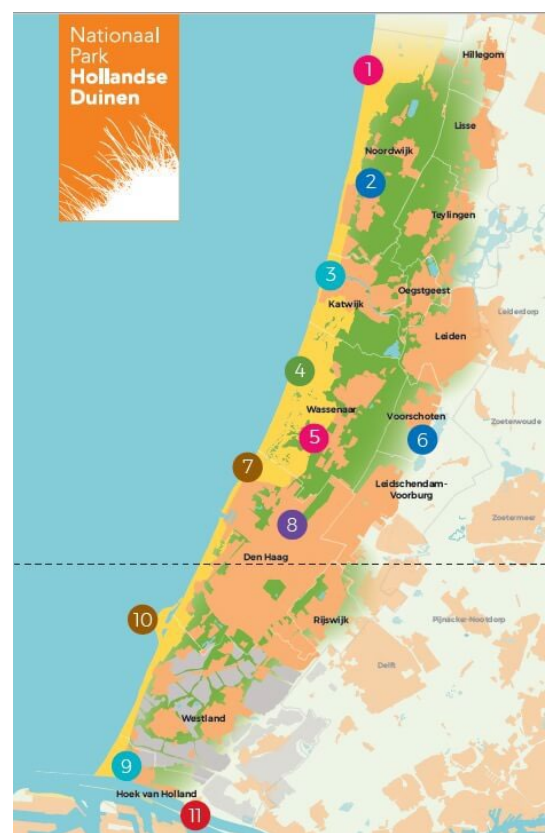 Nationaal
Park
Hollandse
Duinen
Hillegom
1
Lisse
Noordwijk
2
Teylingen
3
Oegstgeest
Katwijk
Leiderdorp
Leiden
4
Wassenaar
Voorschoten
Zoeterwoude
5
6
7
Leidschendam-
Voorburg
8
Zoetermeer
Den Haag
10
Rijswijk
Pijnacker-Nootdorp
Delft
Westland
9
Hoek van Holland
11